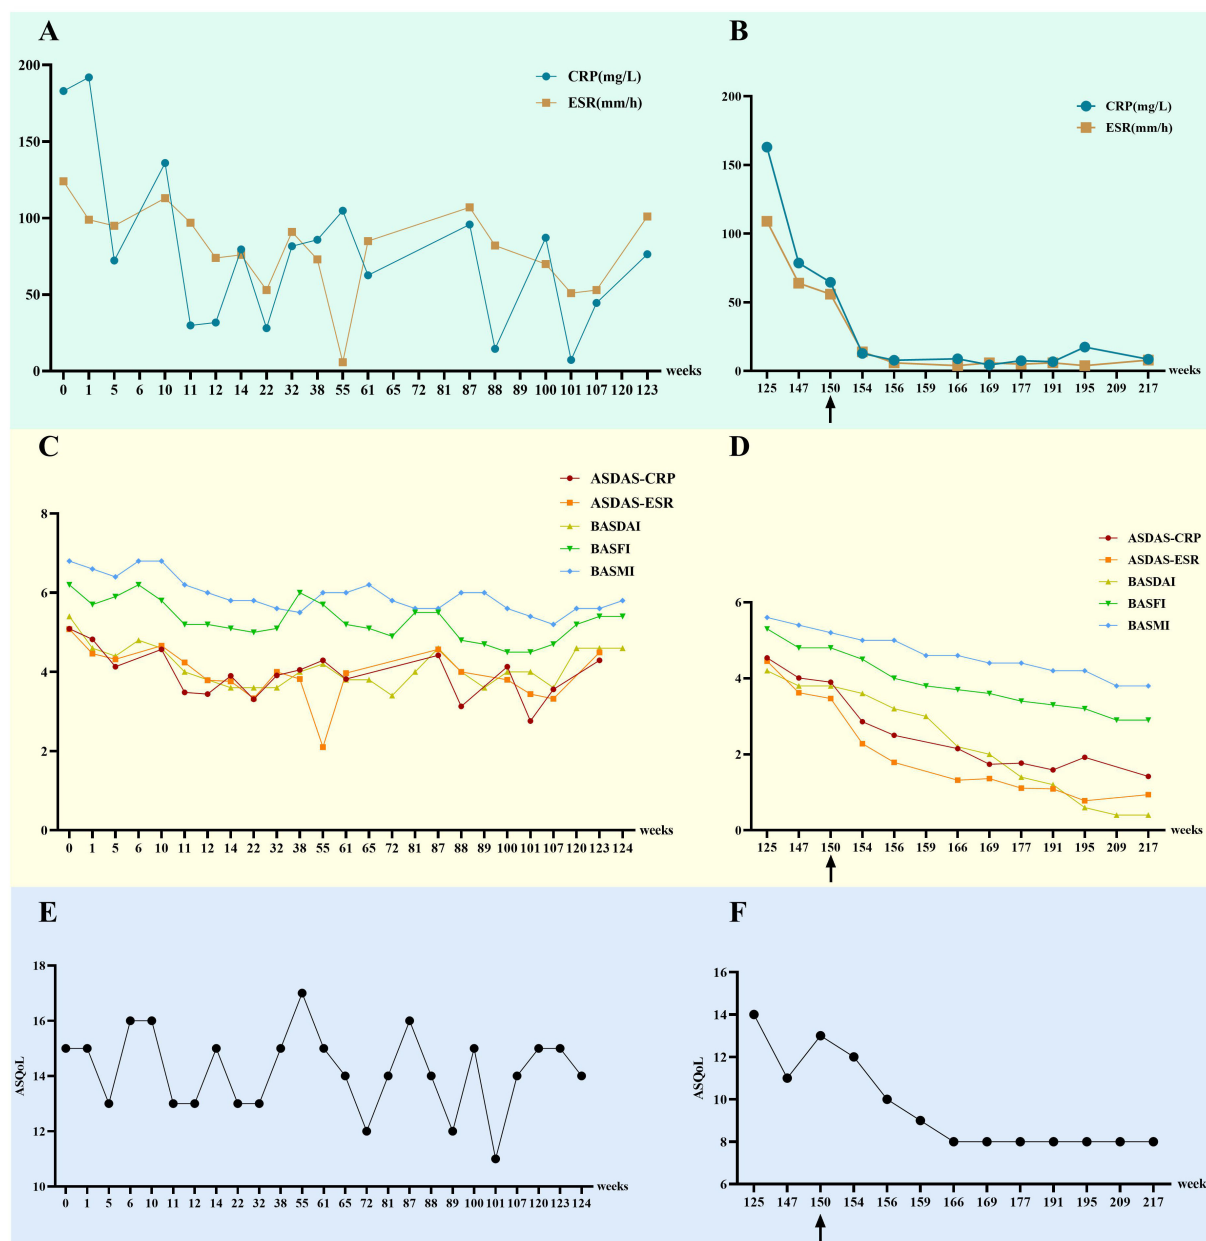 A
200
150
100
50
0
CRP(mg/L)
ESR(mm/h)
0 1 5 6 10 11 12 14 22 32 38 55 61 65 72 81 87 88 89 100 101 107 120 123
weeks
B
200
150
100
50
0
CRP(mg/L)
ESR(mm/h)
125 147 150 154 156 159 166 169 177 191 195 209 217
weeks
C
8
6
4
2
0
ASDAS-CRP
ASDAS-ESR
BASDAI
BASFI
BASMI
0 1 5 6 10 11 12 14 22 32 38 55 61 65 72 81 87 88 89 100 101 107 120 123 124
weeks
D
6
4
2
0
ASDAS-CRP
ASDAS-ESR
BASDAI
BASFI
BASMI
125 147 150 154 156 159 166 169 177 191 195 209 217
weeks
E
ASQoL
18
16
14
12
10
0 1 5 6 10 11 12 14 22 32 38 55 61 65 72 81 87 88 89 100 101 107 120 123 124
weeks
F
ASQoL
16
14
12
10
8
6
125 147 150 154 156 159 166 169 177 191 195 209 217
week